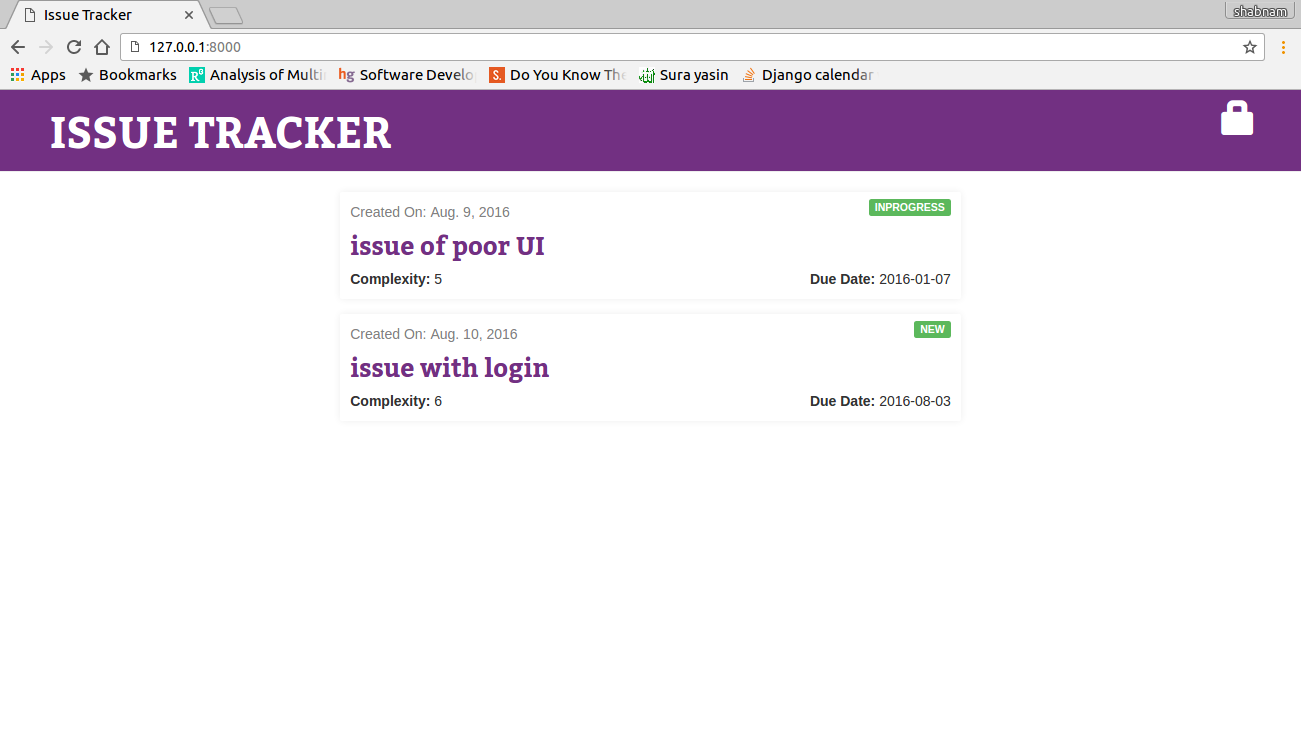 Issue Tracker
shabnam
127.0.0.1:8000
Apps Bookmarks Analysis of Multi hg Software Develo S. Do You Know The Sura yasin Django calendar
ISSUE TRACKER
Created On: Aug. 9, 2016 INPROGRESS
issue of poor UI
Complexity: 5 Due Date: 2016-01-07
Created On: Aug. 10, 2016 NEW
issue with login
Complexity: 6 Due Date: 2016-08-03